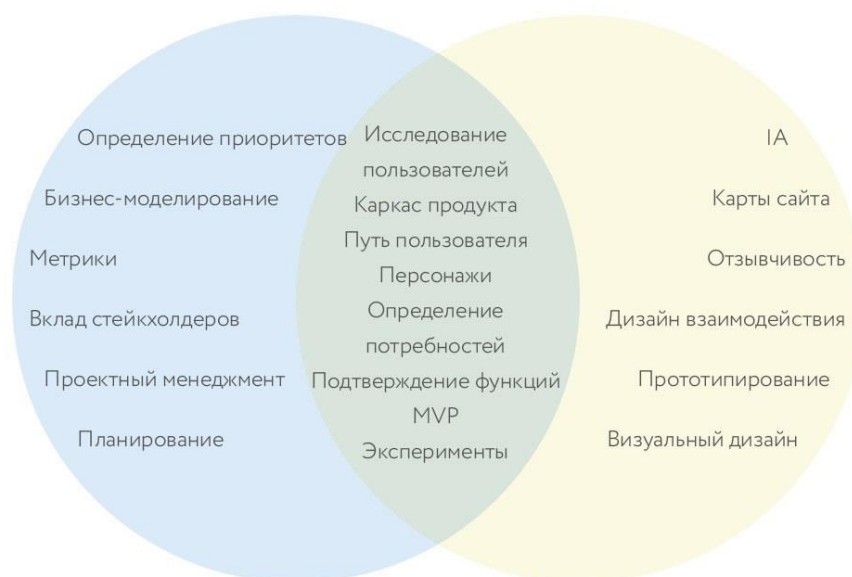 Определение приоритетов
Бизнес-моделирование
Метрики
Вклад стейкхолдеров
Проектный менеджмент
Планирование
Исследование
пользователей
Каркас продукта
Путь пользователя
Персонажи
Определение
потребностей
Подтверждение функций
MVP
Эксперименты
IA
Карты сайта
Отзывчивость
Дизайн взаимодействия
Прототипирование
Визуальный дизайн